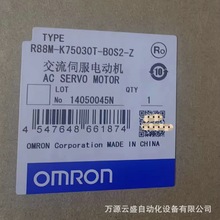 TYPE
R88M-K75030T-BOS2-Z
交流伺服电动机
AC SERVO MOTOR
LOT
No 14050045N
QTY
1
4 547648 661874
OMRON Corporation MADE IN
OMRON
10
万源云盛自动化设备有限公司